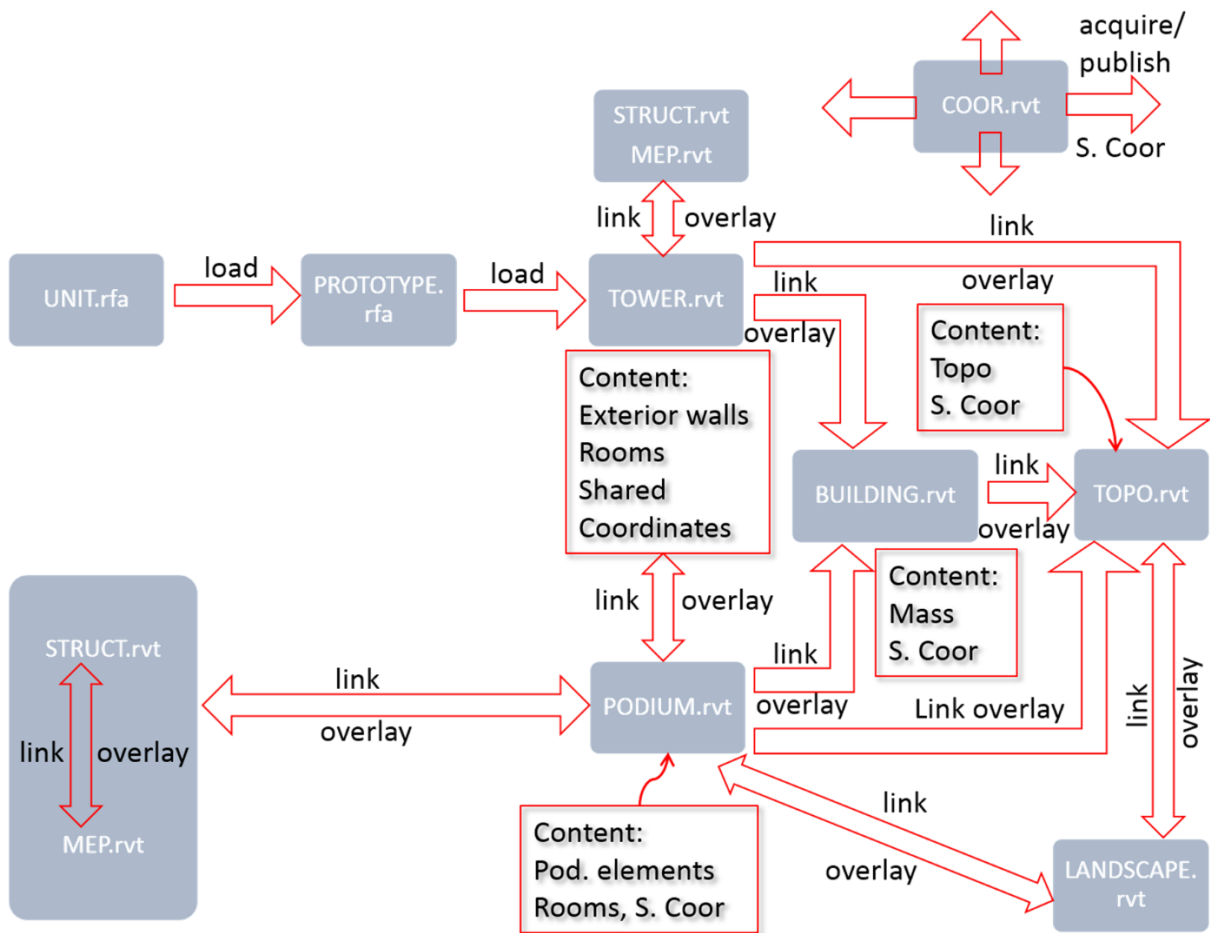 acquire/
publish
COOR.rvt
S. Coor
STRUCT.rvt
MEP.rvt
link overlay
link
overlay
UNIT.rfa
load
PROTOTYPE.
rfa
load
TOWER.rvt
link
overlay
Content:
Exterior walls
Rooms
Shared
Coordinates
Content:
Topo
S. Coor
BUILDING.rvt
link
overlay
TOPO.rvt
Content:
Mass
S. Coor
link overlay
STRUCT.rvt
link overlay
MEP.rvt
link
overlay
PODIUM.rvt
link
overlay
Link overlay
link
overlay
link
overlay
Content:
Pod. elements
Rooms, S. Coor
LANDSCAPE.
rvt